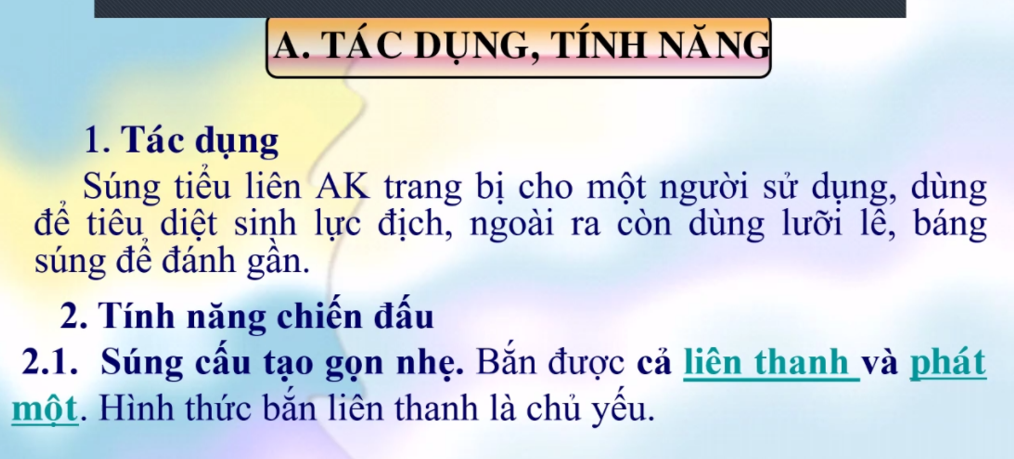 A. TÁC DỤNG, TÍNH NĂNG
1. Tác dụng
Súng tiểu liên AK trang bị cho một người sử dụng, dùng
để tiêu diệt sinh lực địch, ngoài ra còn dùng lưỡi lê, báng
súng để đánh gần.
2. Tính năng chiến đấu
2.1. Súng cấu tạo gọn nhẹ. Bắn được cả liên thanh và phát
một. Hình thức bắn liên thanh là chủ yếu.